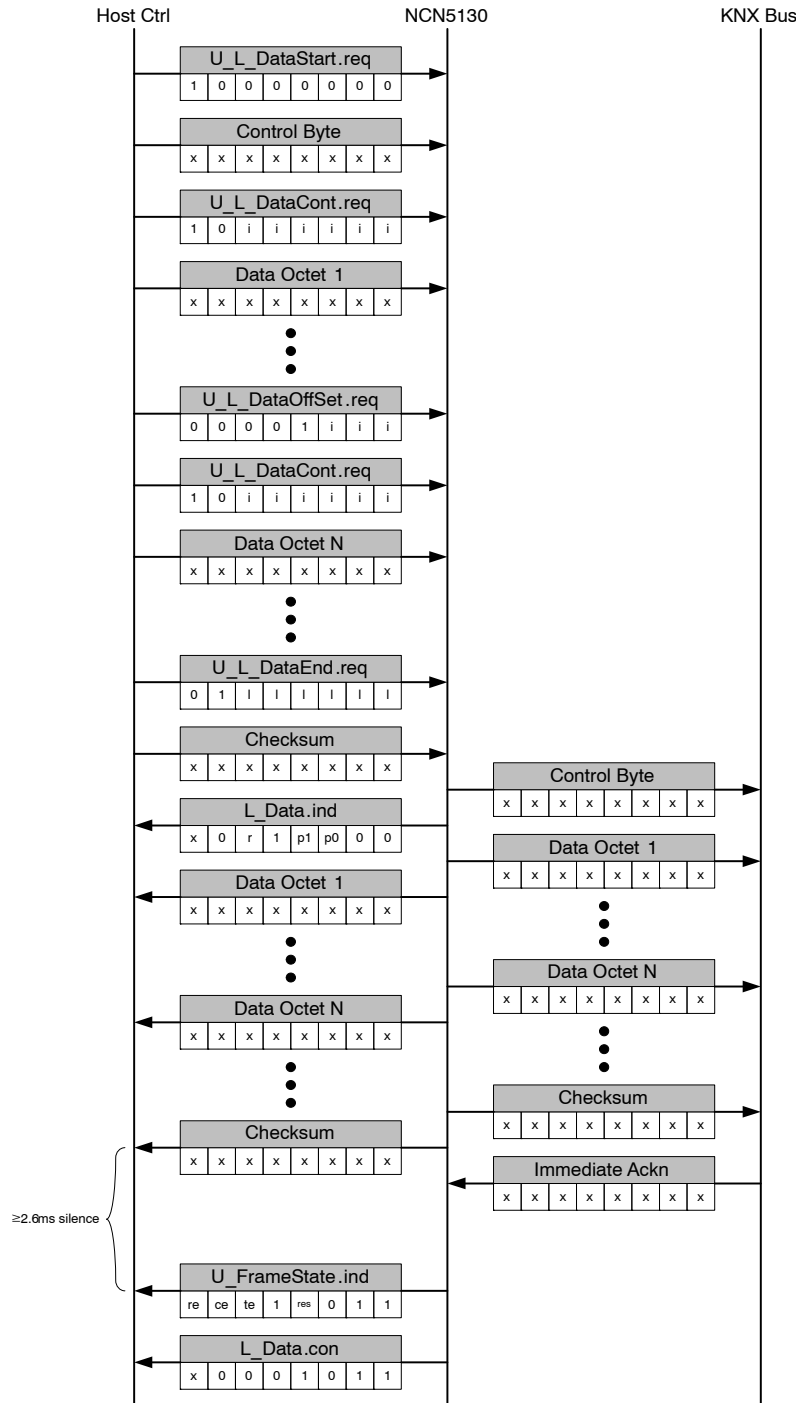 Host Ctrl NCN5130 KNX Bus
U_L_DataStart.req
1 0 0 0 0 0 0 0
Control Byte
x x x x x x x x
U_L_DataCont.req
1 0 i i i i i i
Data Octet 1
x x x x x x x x
U_L_DataOffSet.req
0 0 0 0 1 i i i
U_L_DataCont.req
1 0 i i i i i i
Data Octet N
x x x x x x x x
U_L_DataEnd.req
0 1 l l l l l l
Checksum
x x x x x x x x
Control Byte
x x x x x x x x
L_Data.ind
x 0 r 1 p1 p0 0 0
Data Octet 1
x x x x x x x x
Data Octet 1
x x x x x x x x
Data Octet N
x x x x x x x x
Data Octet N
x x x x x x x x
Checksum
x x x x x x x x
Checksum
x x x x x x x x
Immediate Ackn
x x x x x x x x
≥2.6ms silence
U_FrameState.ind
re ce te 1 res 0 1 1
L_Data.con
x 0 0 0 1 0 1 1